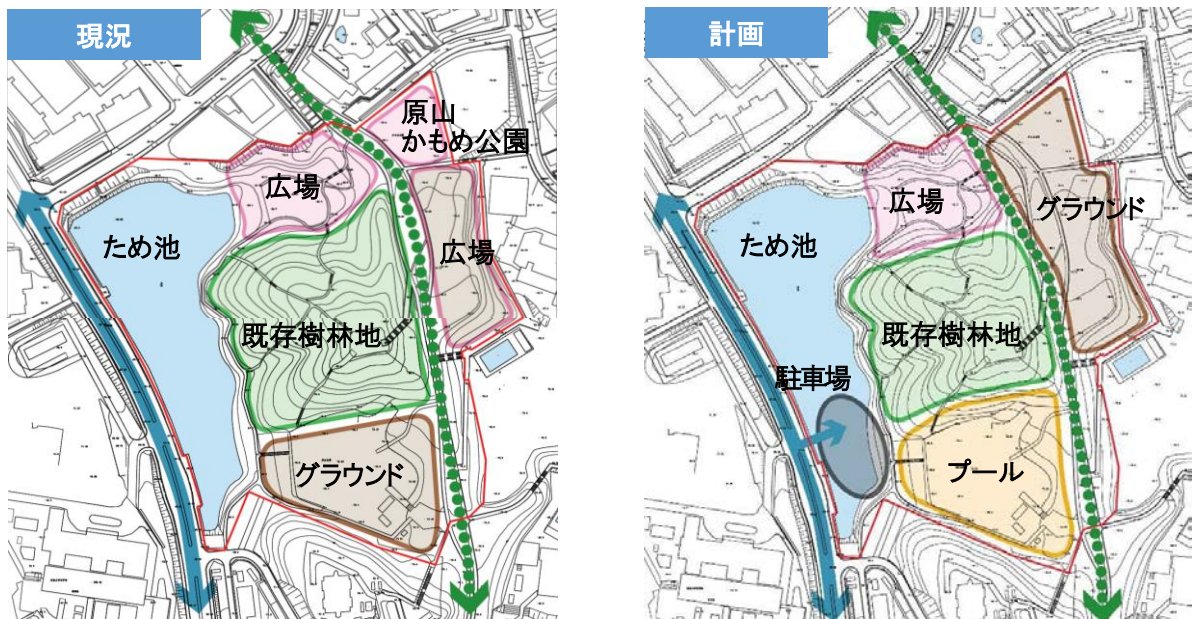 現況
原山
かもめ公園
広場
ため池
広場
既存樹林地
グラウンド
計画
広場
グラウンド
ため池
既存樹林地
駐車場
プール